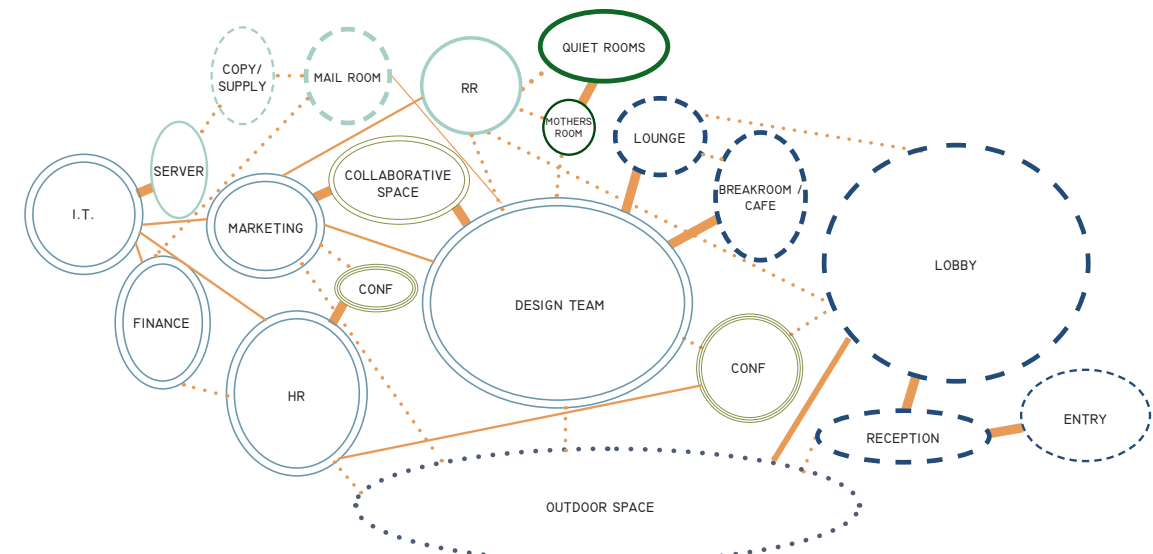 QUIET ROOMS
COPY/
SUPPLY
MAIL ROOM
RR
MOTHERS
ROOM
LOUNGE
SERVER
COLLABORATIVE
SPACE
BREAKROOM /
CAFE
I.T.
MARKETING
LOBBY
CONF
DESIGN TEAM
FINANCE
CONF
HR
ENTRY
RECEPTION
OUTDOOR SPACE